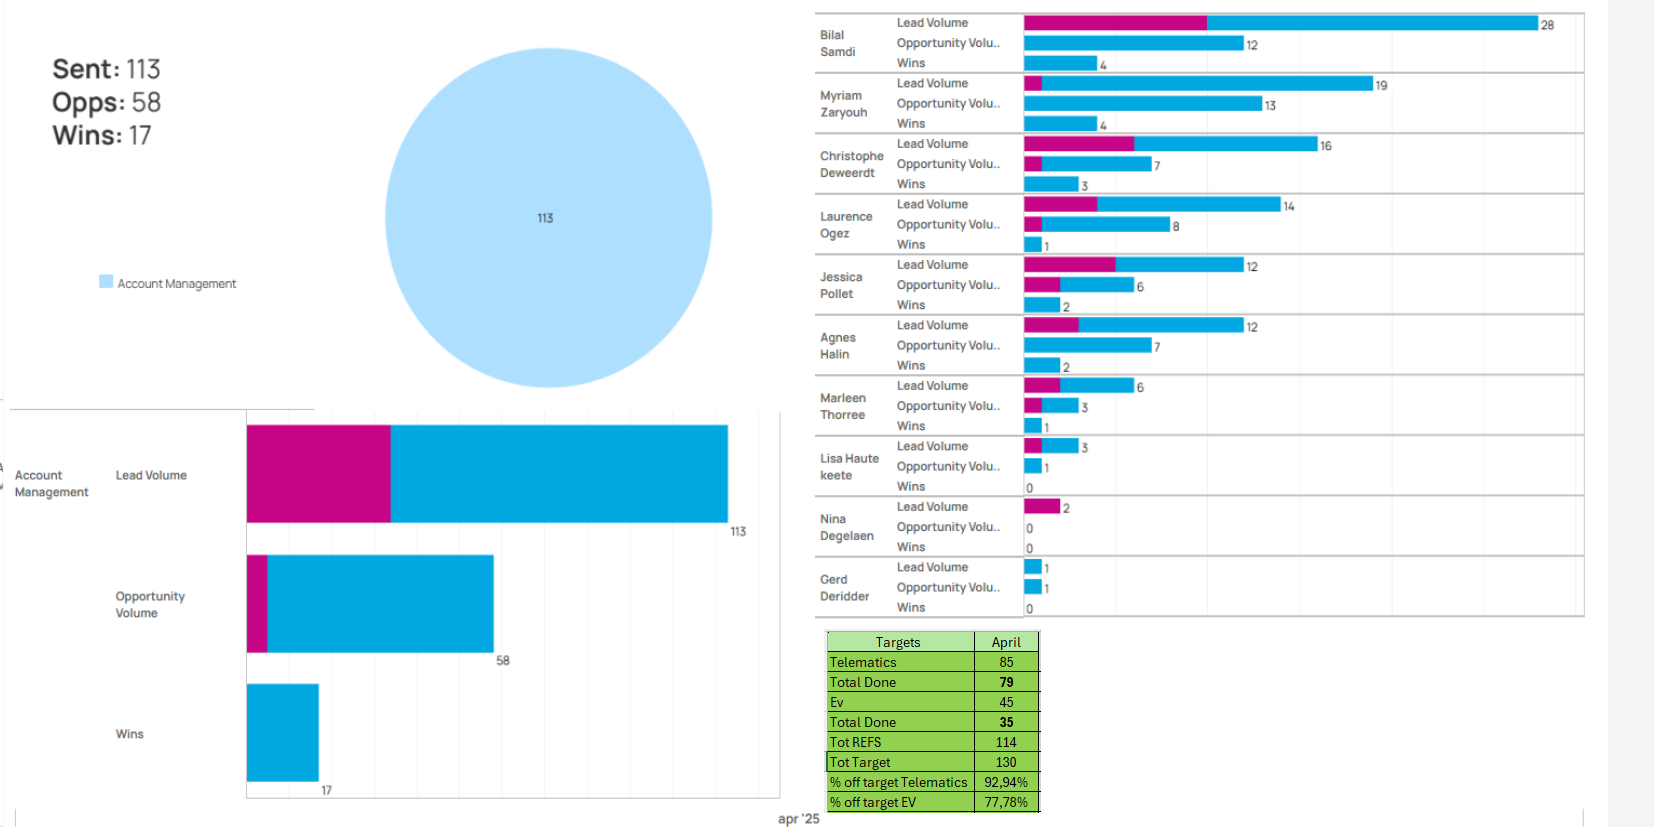 Sent: 113
Opps: 58
Wins: 17
113
Account Management
Account
Management
Lead Volume
113
Opportunity
Volume
58
Wins
17
Bilal
Samdi
Lead Volume
28
Opportunity Volu..
12
Wins
4
Myriam
Zaryouh
Lead Volume
19
Opportunity Volu..
13
Wins
4
Christophe
Deweerdt
Lead Volume
16
Opportunity Volu..
7
Wins
3
Laurence
Ogez
Lead Volume
14
Opportunity Volu..
8
Wins
1
Jessica
Pollet
Lead Volume
12
Opportunity Volu..
6
Wins
2
Agnes
Halin
Lead Volume
12
Opportunity Volu..
7
Wins
2
Marleen
Thorree
Lead Volume
6
Opportunity Volu..
3
Wins
1
Lisa Haute
keete
Lead Volume
3
Opportunity Volu..
1
Wins
0
Nina
Degelaen
Lead Volume
2
Opportunity Volu..
0
Wins
0
Gerd
Deridder
Lead Volume
1
Opportunity Volu..
1
Wins
0
Targets April
Telematics 85
Total Done 79
Ev 45
Total Done 35
Tot REFS 114
Tot Target 130
% off target Telematics 92,94%
% off target EV 77,78%
apr '25